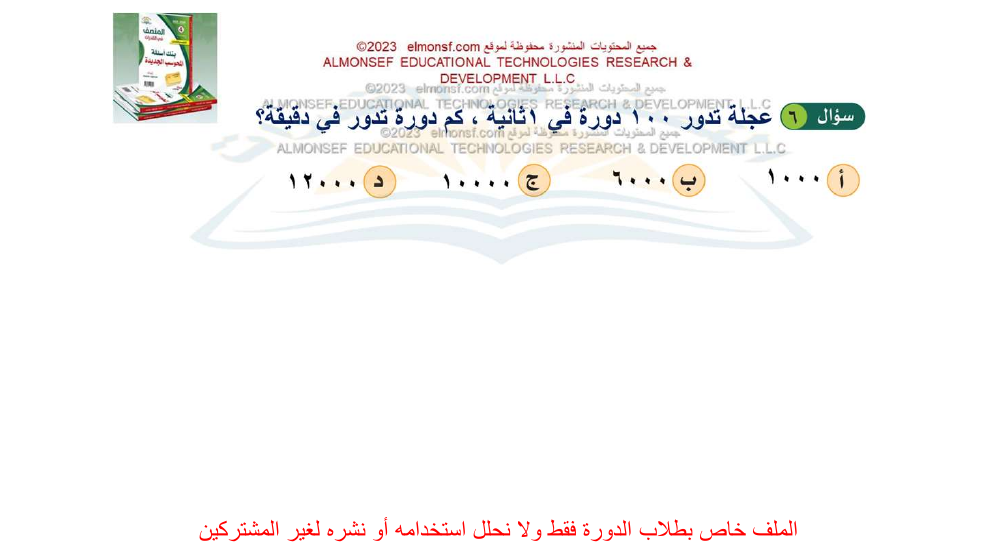 جميع المحتويات المنشورة محفوظة لموقع elmonsf.com ©2023
ALMONSEF EDUCATIONAL TECHNOLOGIES RESEARCH &
DEVELOPMENT L.L.C
جميع المحتويات المنشورة محفوظة لموقع elmonsf.com ©2023
ALMONSEF EDUCATIONAL TECHNOLOGIES RESEARCH & DEVELOPMENT L.L.C
سؤال ٦ عجلة تدور ١٠٠ دورة في ١ثانية ، كم دورة تدور في دقيقة؟
جميع المحتويات المنشورة محفوظة لموقع elmonsf.com ©2023
ALMONSEF EDUCATIONAL TECHNOLOGIES RESEARCH & DEVELOPMENT L.L.C
أ ١٠٠٠ ب ٦٠٠٠ ج ١٠٠٠٠ د ١٢٠٠٠
المنصف
بنك أسئلة
المحوسب الجديدة
الملف خاص بطلاب الدورة فقط ولا نحلل استخدامه أو نشره لغير المشتركين